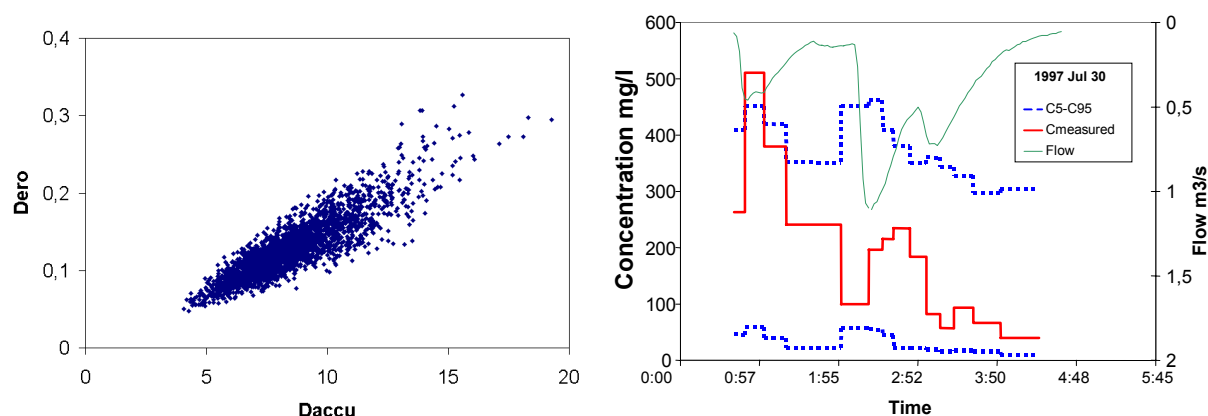 0,4
0,3
0,2
0,1
0
Dero
0 5 10 15 20
Daccu
600
500
400
300
200
100
0
Concentration mg/l
0
0,5
1
1,5
2
Flow m3/s
1997 Jul 30
C5-C95
Cmeasured
Flow
0:00 0:57 1:55 2:52 3:50 4:48 5:45
Time